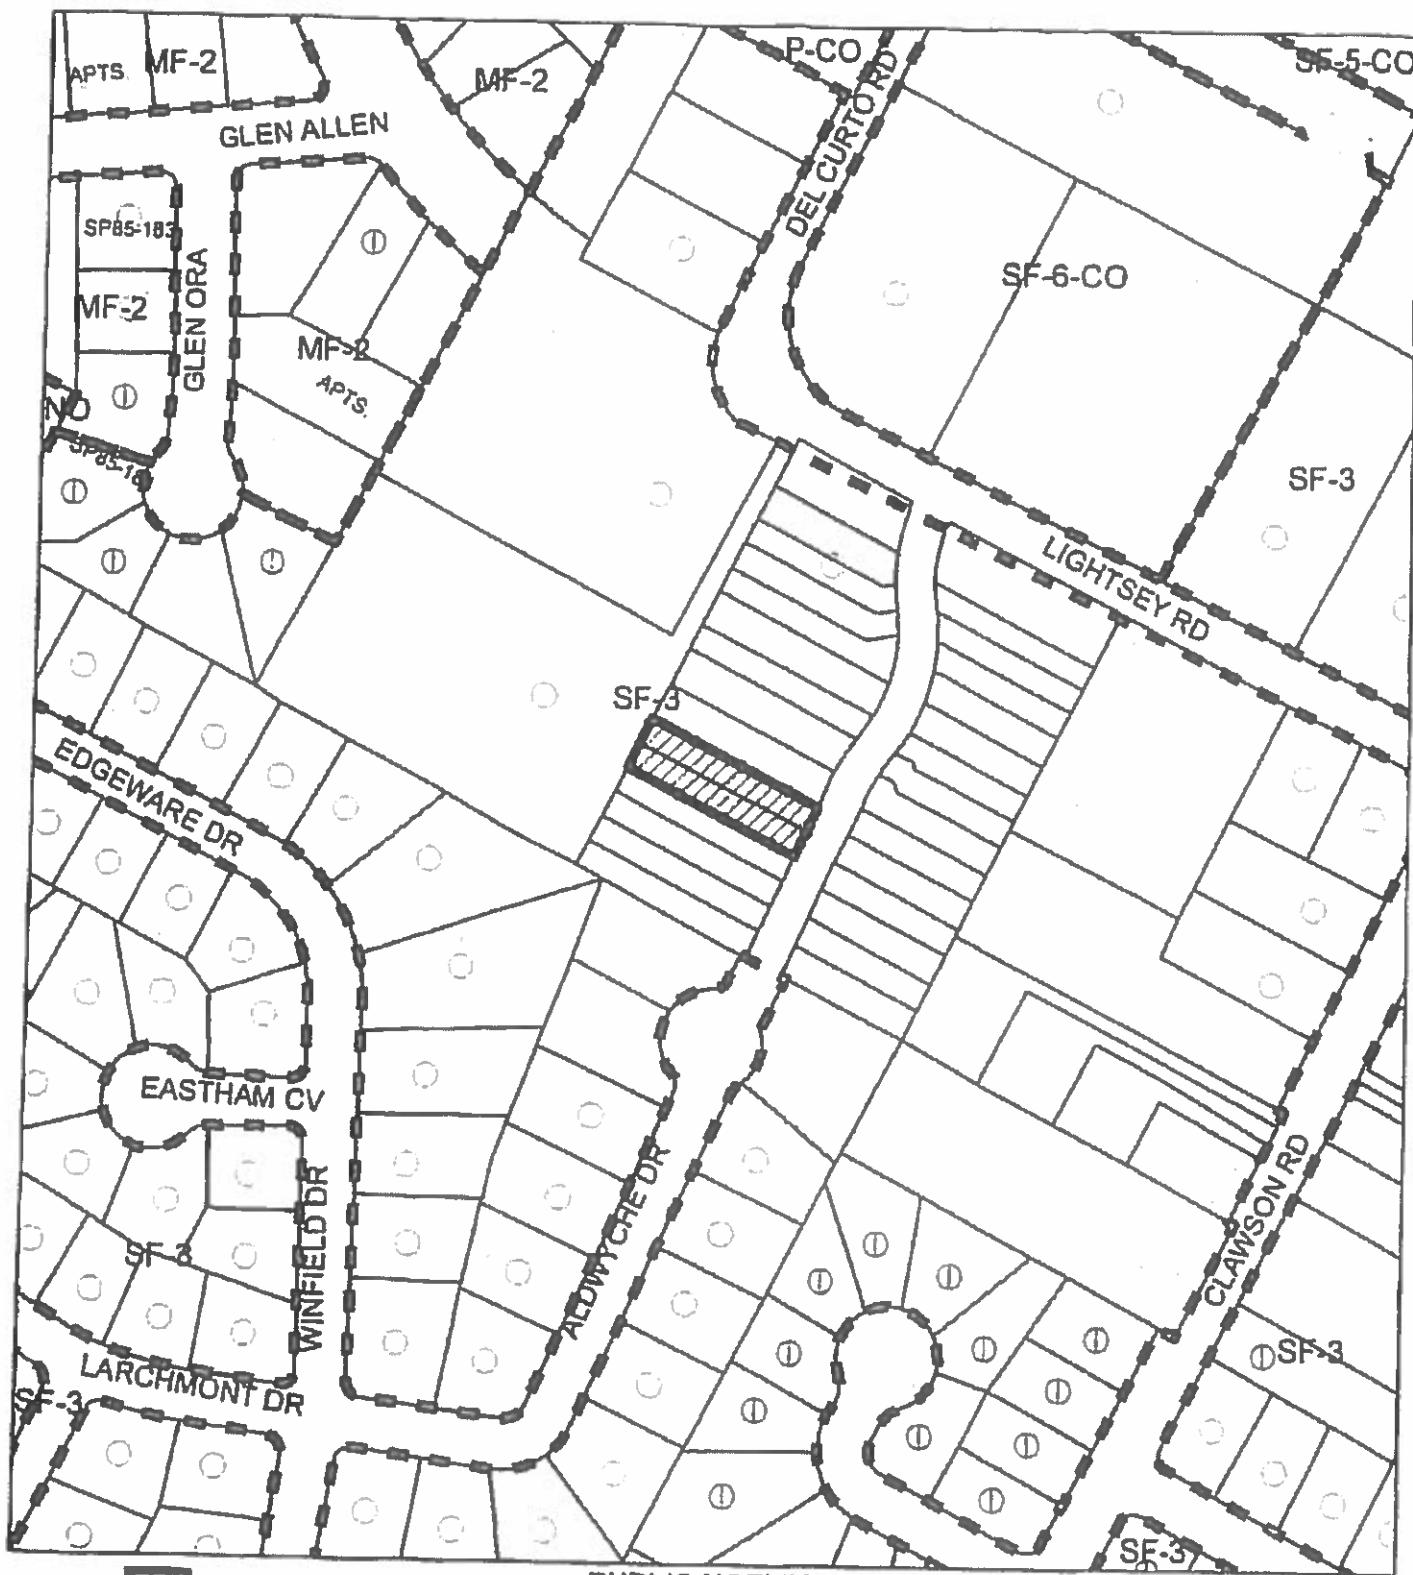 P-CO
SF-5-CO
APTS.
MF-2
MF-2
GLEN ALLEN
DEL CURTO RD
SP85-183
SF-6-CO
GLEN ORA
MF-2
MF-2
APTS.
NO
SF-3
LIGHTSEY RD
SF-3
EDGEWARE DR
EASTHAM CV
WINFIELD DR
ALDWYCHE DR
CLAWSON RD
SF-3
LARCHMONT DR
SF-3
SF-3
SF-3